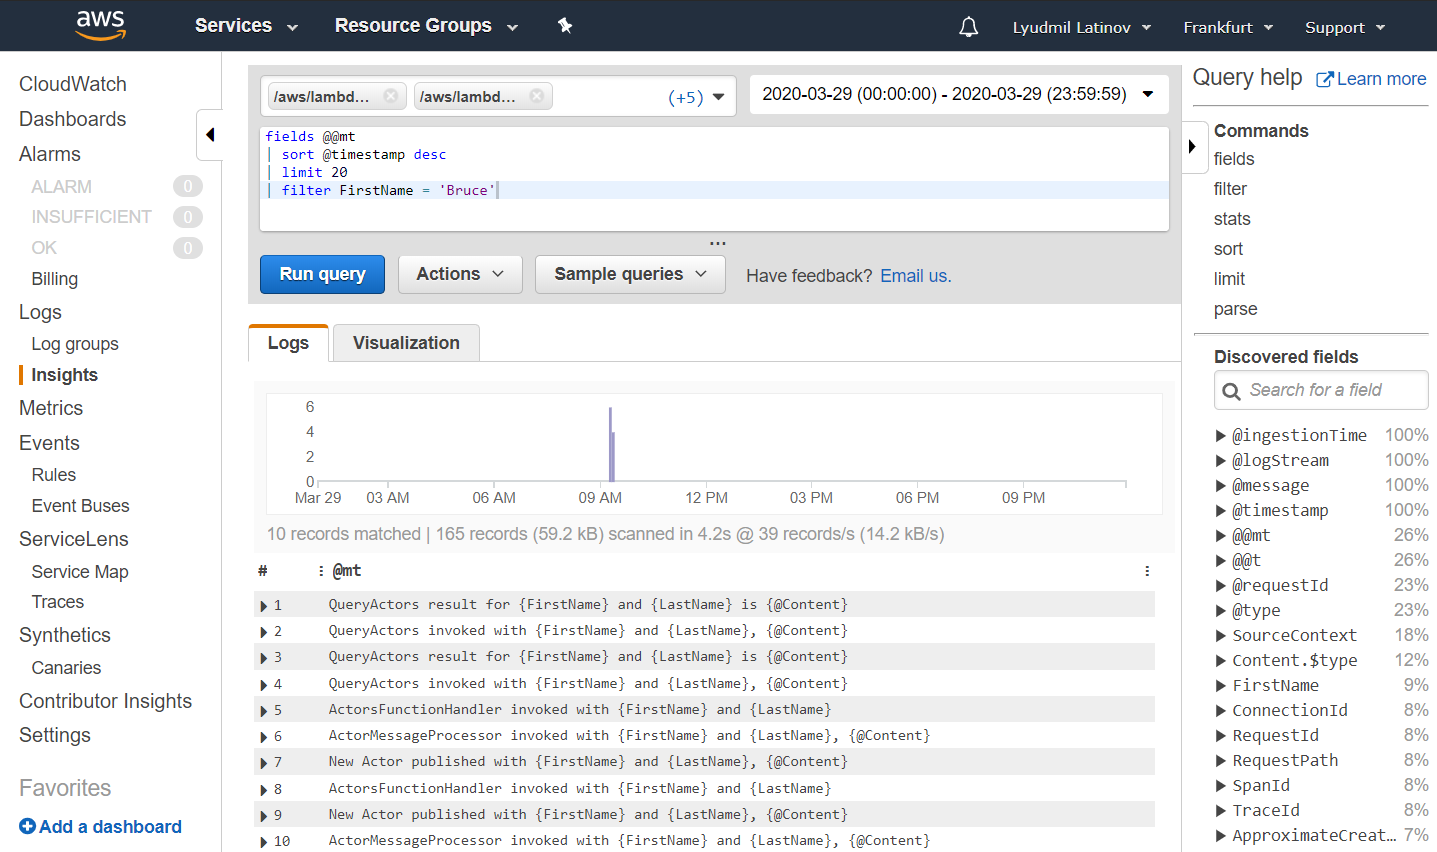 aws Services Resource Groups Lyudmil Latinov Frankfurt Support
CloudWatch
Dashboards
Alarms
ALARM 0
INSUFFICIENT 0
OK 0
Billing
Logs
Log groups
Insights
Metrics
Events
Rules
Event Buses
ServiceLens
Service Map
Traces
Synthetics
Canaries
Contributor Insights
Settings
Favorites
Add a dashboard
/aws/lambd... /aws/lambd... (+5) 2020-03-29 (00:00:00) - 2020-03-29 (23:59:59)
fields @@mt
| sort @timestamp desc
| limit 20
| filter FirstName = 'Bruce'
...
Run query Actions Sample queries Have feedback? Email us.
Logs Visualization
6
4
2
0
Mar 29 03 AM 06 AM 09 AM 12 PM 03 PM 06 PM 09 PM
10 records matched | 165 records (59.2 kB) scanned in 4.2s @ 39 records/s (14.2 kB/s)
# @mt
1 QueryActors result for {FirstName} and {LastName} is {@Content}
2 QueryActors invoked with {FirstName} and {LastName}, {@Content}
3 QueryActors result for {FirstName} and {LastName} is {@Content}
4 QueryActors invoked with {FirstName} and {LastName}, {@Content}
5 ActorsFunctionHandler invoked with {FirstName} and {LastName}
6 ActorMessageProcessor invoked with {FirstName} and {LastName}, {@Content}
7 New Actor published with {FirstName} and {LastName}, {@Content}
8 ActorsFunctionHandler invoked with {FirstName} and {LastName}
9 New Actor published with {FirstName} and {LastName}, {@Content}
10 ActorMessageProcessor invoked with {FirstName} and {LastName}, {@Content}
Query help Learn more
Commands
fields
filter
stats
sort
limit
parse
Discovered fields
Search for a field
@ingestionTime 100%
@logStream 100%
@message 100%
@timestamp 100%
@@mt 26%
@@t 26%
@requestId 23%
@type 23%
SourceContext 18%
Content.$type 12%
FirstName 9%
ConnectionId 8%
RequestId 8%
RequestPath 8%
SpanId 8%
TraceId 8%
ApproximateCreat... 7%